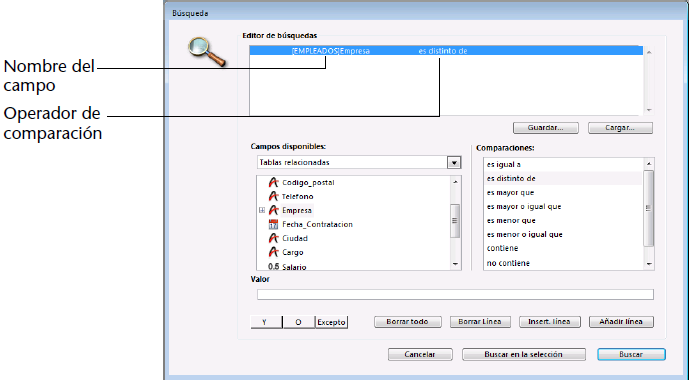 Búsqueda
Editor de búsquedas
[EMPLEADOS]Empresa es distinto de
Nombre del
campo
Operador de
comparación
Guardar... Cargar...
Campos disponibles: Comparaciones:
Tablas relacionadas
Codigo_postal
Telefono
Empresa
Fecha_Contratacion
Ciudad
Cargo
0.5 Salario
es igual a
es distinto de
es mayor que
es mayor o igual que
es menor que
es menor o igual que
contiene
no contiene
Valor
Y O Excepto Borrar todo Borrar Línea Insert. línea Añadir línea
Cancelar Buscar en la selección Buscar